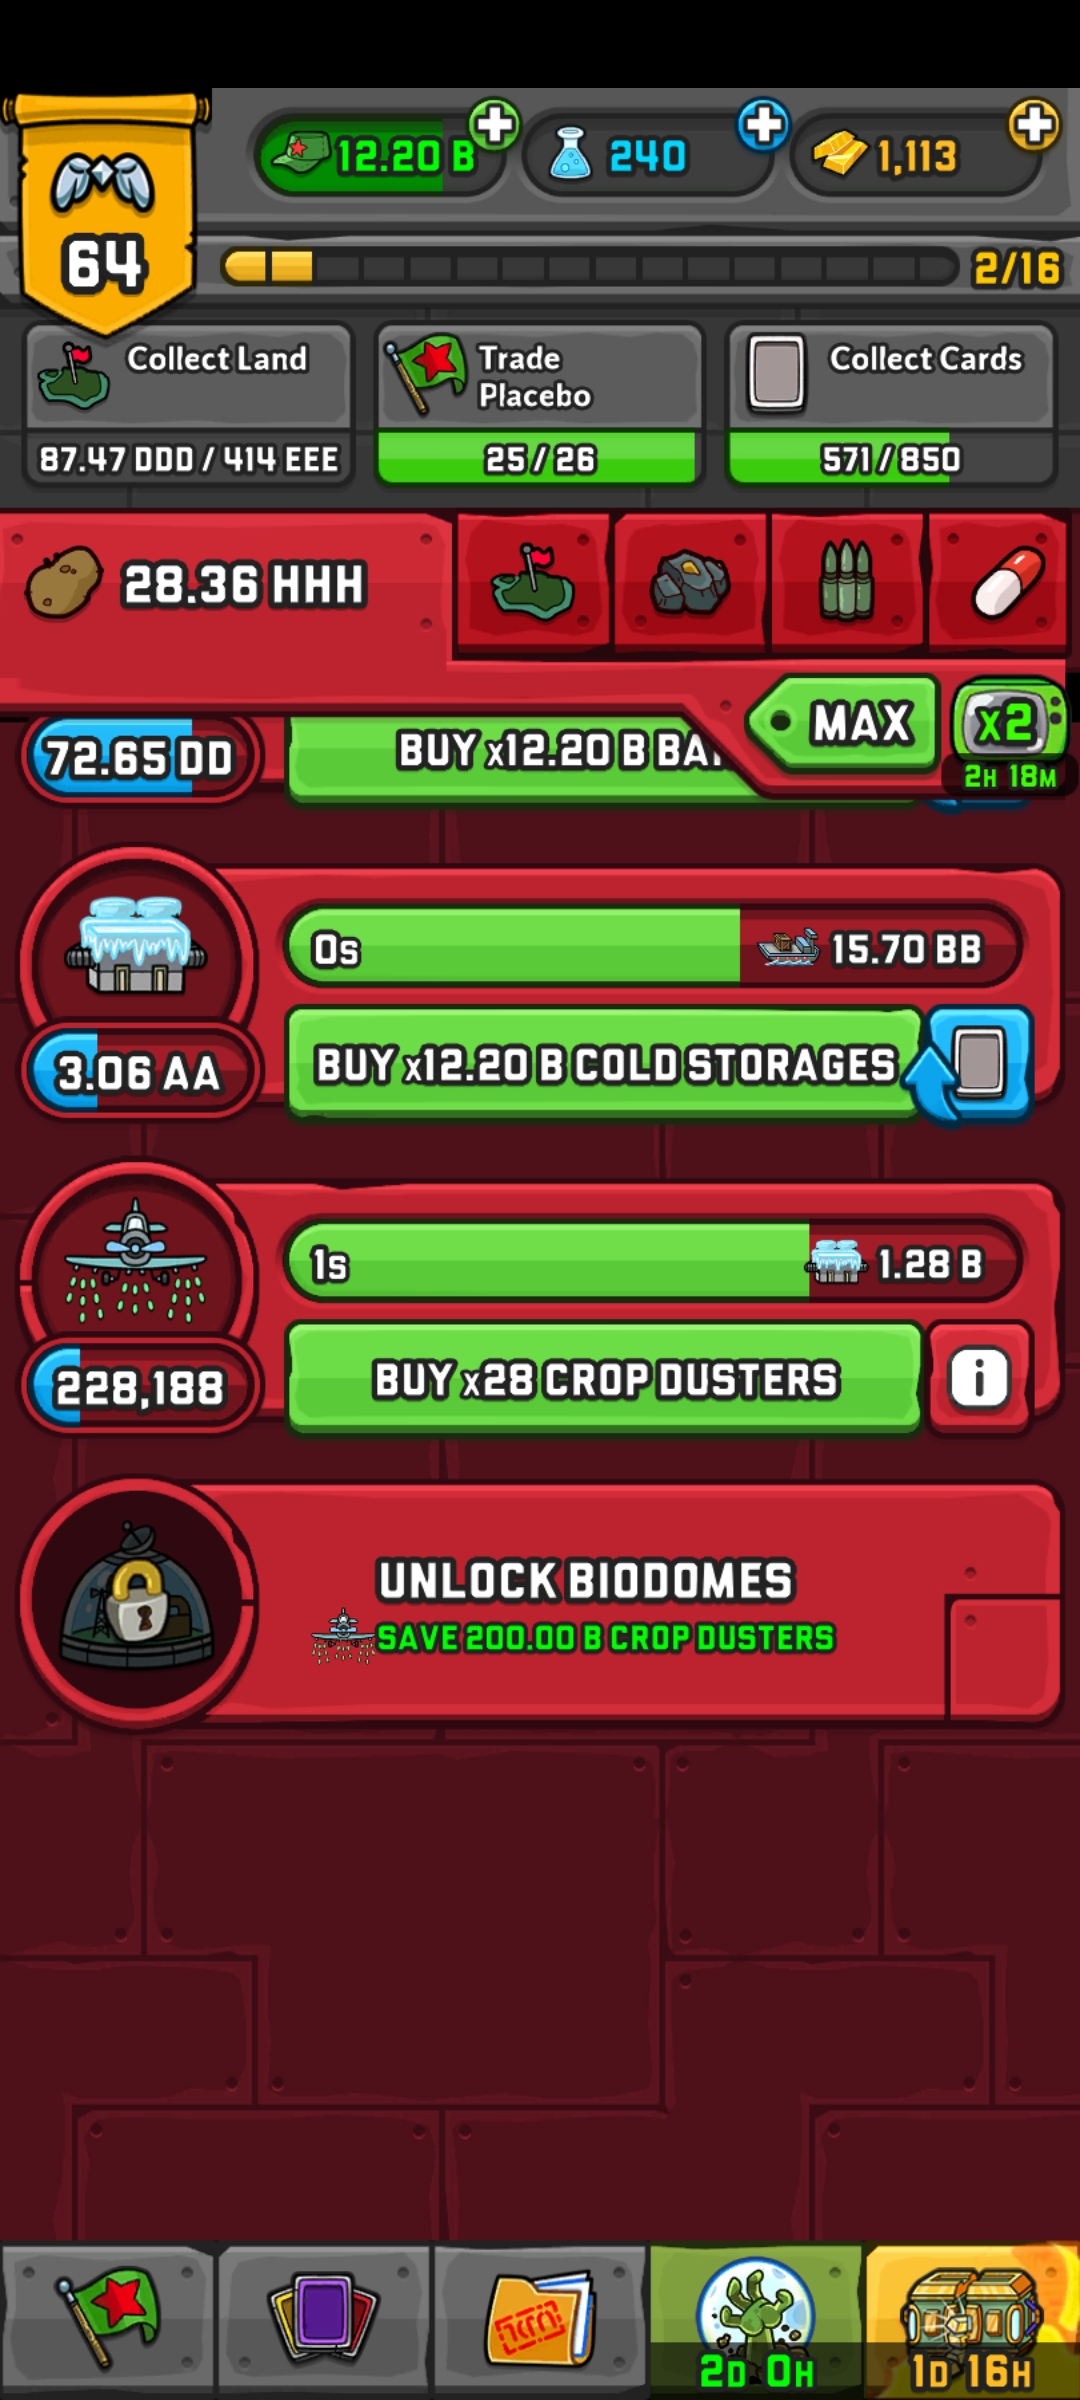 12.20 B
240
1,113
64
2/16
Collect Land
87.47 DDD / 414 EEE
Trade
Placebo
25 / 26
Collect Cards
571 / 850
28.36 HHH
MAX
x2
2H 18M
72.65 DD
BUY x12.20 B
0s
15.70 BB
3.06 AA
BUY x12.20 B COLD STORAGES
1s
1.28 B
228,188
BUY x28 CROP DUSTERS
i
UNLOCK BIODOMES
SAVE 200.00 B CROP DUSTERS
2D 0H
1D 16H